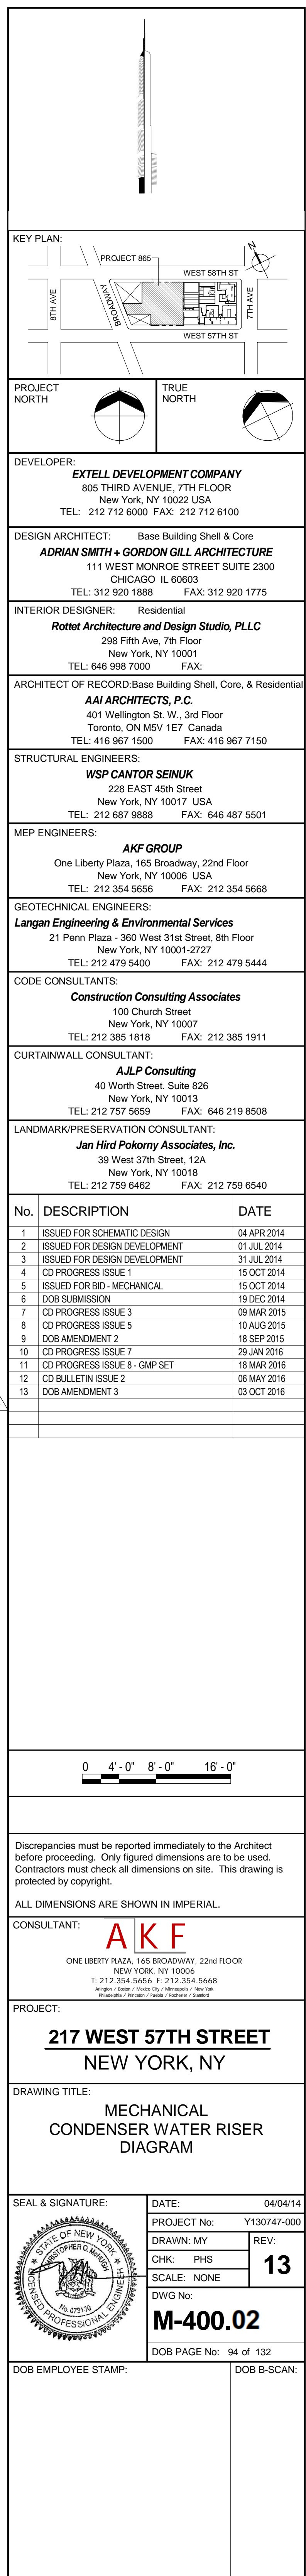 KEY PLAN:
N
PROJECT 865
WEST 58TH ST
8TH AVE
BROADWAY
7TH AVE
WEST 57TH ST
PROJECT NORTH
TRUE NORTH
DEVELOPER:
EXTELL DEVELOPMENT COMPANY
805 THIRD AVENUE, 7TH FLOOR
New York, NY 10022 USA
TEL: 212 712 6000 FAX: 212 712 6100
DESIGN ARCHITECT: Base Building Shell & Core
ADRIAN SMITH + GORDON GILL ARCHITECTURE
111 WEST MONROE STREET SUITE 2300
CHICAGO IL 60603
TEL: 312 920 1888 FAX: 312 920 1775
INTERIOR DESIGNER: Residential
Rottet Architecture and Design Studio, PLLC
298 Fifth Ave, 7th Floor
New York, NY 10001
TEL: 646 998 7000 FAX:
ARCHITECT OF RECORD:Base Building Shell, Core, & Residential
AAI ARCHITECTS, P.C.
401 Wellington St. W., 3rd Floor
Toronto, ON M5V 1E7 Canada
TEL: 416 967 1500 FAX: 416 967 7150
STRUCTURAL ENGINEERS:
WSP CANTOR SEINUK
228 EAST 45th Street
New York, NY 10017 USA
TEL: 212 687 9888 FAX: 646 487 5501
MEP ENGINEERS:
AKF GROUP
One Liberty Plaza, 165 Broadway, 22nd Floor
New York, NY 10006 USA
TEL: 212 354 5656 FAX: 212 354 5668
GEOTECHNICAL ENGINEERS:
Langan Engineering & Environmental Services
21 Penn Plaza - 360 West 31st Street, 8th Floor
New York, NY 10001-2727
TEL: 212 479 5400 FAX: 212 479 5444
CODE CONSULTANTS:
Construction Consulting Associates
100 Church Street
New York, NY 10007
TEL: 212 385 1818 FAX: 212 385 1911
CURTAINWALL CONSULTANT:
AJLP Consulting
40 Worth Street. Suite 826
New York, NY 10013
TEL: 212 757 5659 FAX: 646 219 8508
LANDMARK/PRESERVATION CONSULTANT:
Jan Hird Pokorny Associates, Inc.
39 West 37th Street, 12A
New York, NY 10018
TEL: 212 759 6462 FAX: 212 759 6540
No. DESCRIPTION DATE
1 ISSUED FOR SCHEMATIC DESIGN 04 APR 2014
2 ISSUED FOR DESIGN DEVELOPMENT 01 JUL 2014
3 ISSUED FOR DESIGN DEVELOPMENT 31 JUL 2014
4 CD PROGRESS ISSUE 1 15 OCT 2014
5 ISSUED FOR BID - MECHANICAL 15 OCT 2014
6 DOB SUBMISSION 19 DEC 2014
7 CD PROGRESS ISSUE 3 09 MAR 2015
8 CD PROGRESS ISSUE 5 10 AUG 2015
9 DOB AMENDMENT 2 18 SEP 2015
10 CD PROGRESS ISSUE 7 29 JAN 2016
11 CD PROGRESS ISSUE 8 - GMP SET 18 MAR 2016
12 CD BULLETIN ISSUE 2 06 MAY 2016
13 DOB AMENDMENT 3 03 OCT 2016
0 4' - 0" 8' - 0" 16' - 0"
Discrepancies must be reported immediately to the Architect
before proceeding. Only figured dimensions are to be used.
Contractors must check all dimensions on site. This drawing is
protected by copyright.
ALL DIMENSIONS ARE SHOWN IN IMPERIAL.
CONSULTANT:
AKF
ONE LIBERTY PLAZA, 165 BROADWAY, 22nd FLOOR
NEW YORK, NY 10006
T: 212.354.5656 F: 212.354.5668
Arlington / Boston / Mexico City / Minneapolis / New York
Philadelphia / Princeton / Puebla / Rochester / Stamford
PROJECT:
217 WEST 57TH STREET
NEW YORK, NY
DRAWING TITLE:
MECHANICAL
CONDENSER WATER RISER
DIAGRAM
SEAL & SIGNATURE:
STATE OF NEW YORK
CHRISTOPHER C. MCHUGH
No. 073130
LICENSED PROFESSIONAL ENGINEER
DATE: 04/04/14
PROJECT No: Y130747-000
DRAWN: MY
CHK: PHS
SCALE: NONE
REV:
13
DWG No:
M-400.02
DOB PAGE No: 94 of 132
DOB EMPLOYEE STAMP:
DOB B-SCAN: